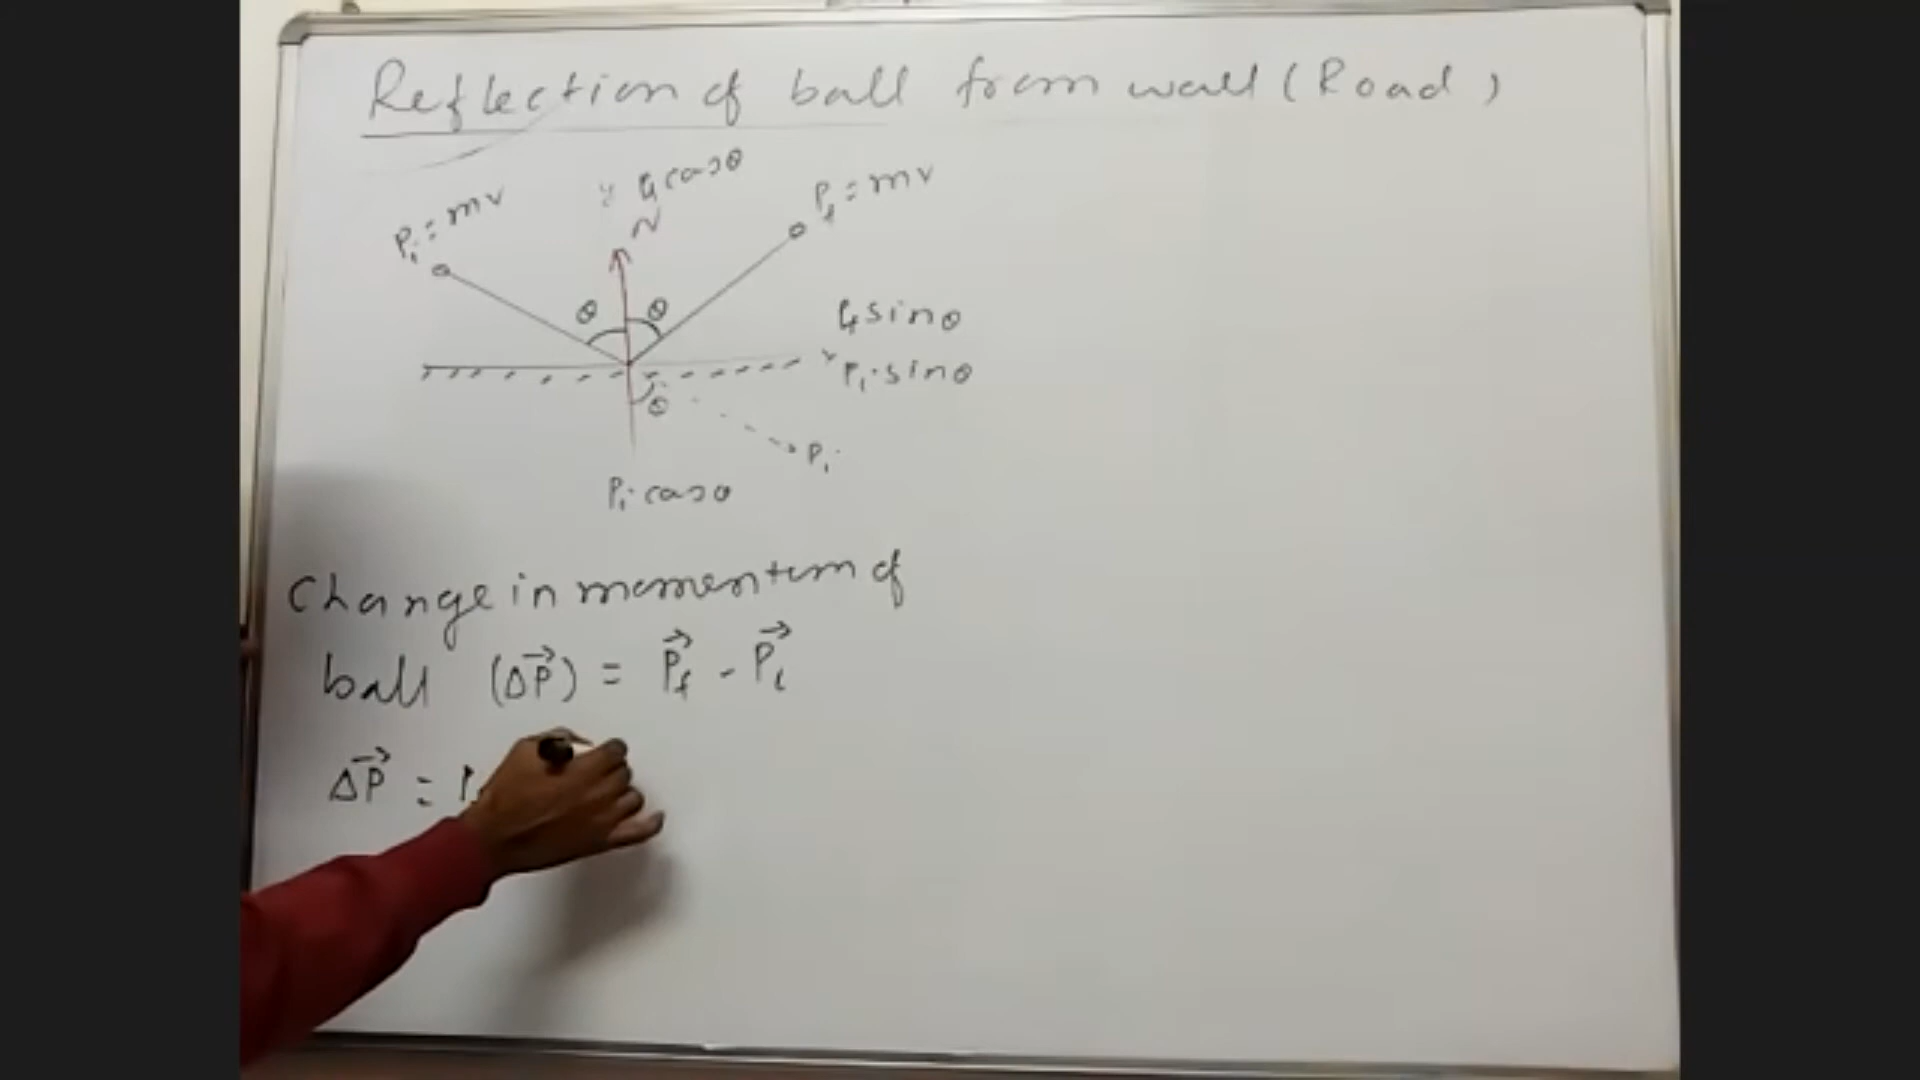 Reflection of ball from wall (Road)
Pf cosθ
N
Pi = mv
Pf = mv
θ θ
Pf sinθ
Pi sinθ
θ
Pi
Pi cosθ
Change in momentum of
ball (ΔP⃗) = P⃗f - P⃗i
ΔP⃗ =